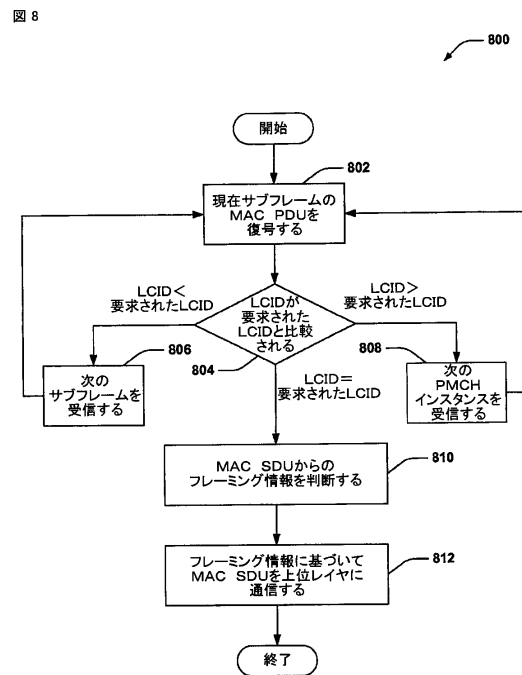 図 8
800
開始
802
現在サブフレームの
MAC PDUを
復号する
LCID<
要求されたLCID
LCID>
要求されたLCID
LCIDが
要求された
LCIDと比較
される
804
806
次の
サブフレームを
受信する
808
次の
PMCH
インスタンスを
受信する
LCID=
要求されたLCID
810
MAC SDUからの
フレーミング情報を判断する
812
フレーミング情報に基づいて
MAC SDUを上位レイヤに
通信する
終了